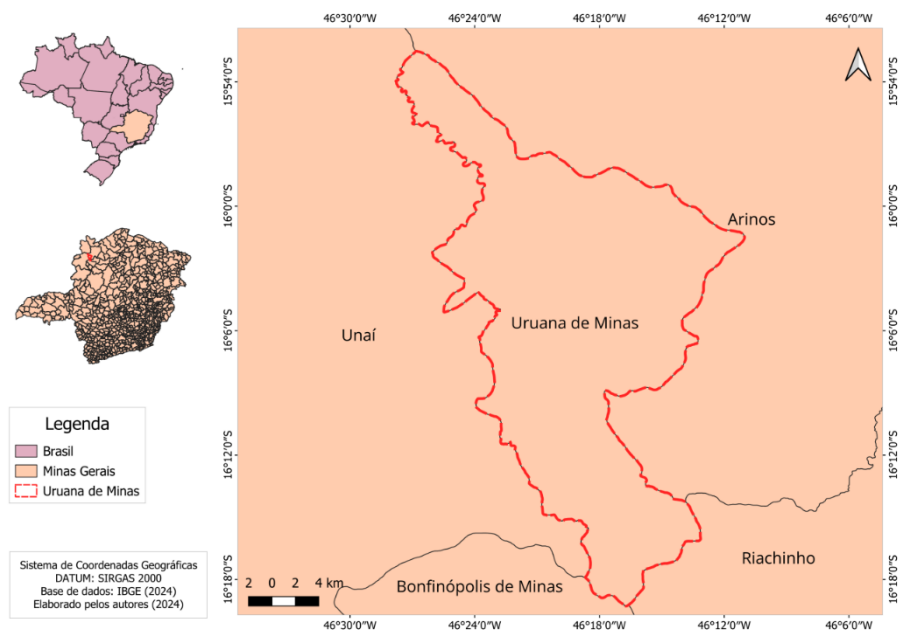 46°30'0"W 46°24'0"W 46°18'0"W 46°12'0"W 46°6'0"W
15°54'0"S 15°54'0"S
16°0'0"S 16°0'0"S
Arinos
Unaí
Uruana de Minas
16°6'0"S 16°6'0"S
16°12'0"S 16°12'0"S
Riachinho
Bonfinópolis de Minas
16°18'0"S 16°18'0"S
2 0 2 4 km
46°30'0"W 46°24'0"W 46°18'0"W 46°12'0"W 46°6'0"W
Legenda
Brasil
Minas Gerais
Uruana de Minas
Sistema de Coordenadas Geográficas
DATUM: SIRGAS 2000
Base de dados: IBGE (2024)
Elaborado pelos autores (2024)